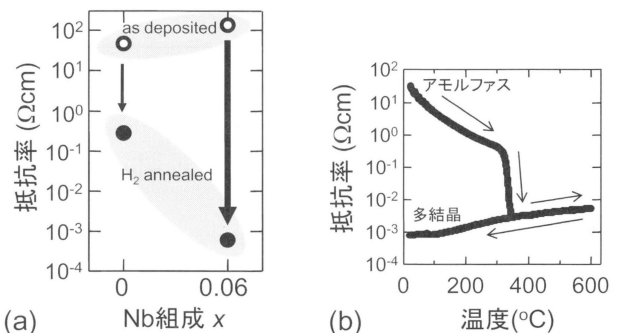 抵抗率 (Ωcm)
10²
10¹
10⁰
10⁻¹
10⁻²
10⁻³
10⁻⁴
as deposited
H₂ annealed
0
0.06
Nb組成 x
(a)
抵抗率 (Ωcm)
10²
10¹
10⁰
10⁻¹
10⁻²
10⁻³
10⁻⁴
アモルファス
多結晶
0
200
400
600
温度(°C)
(b)